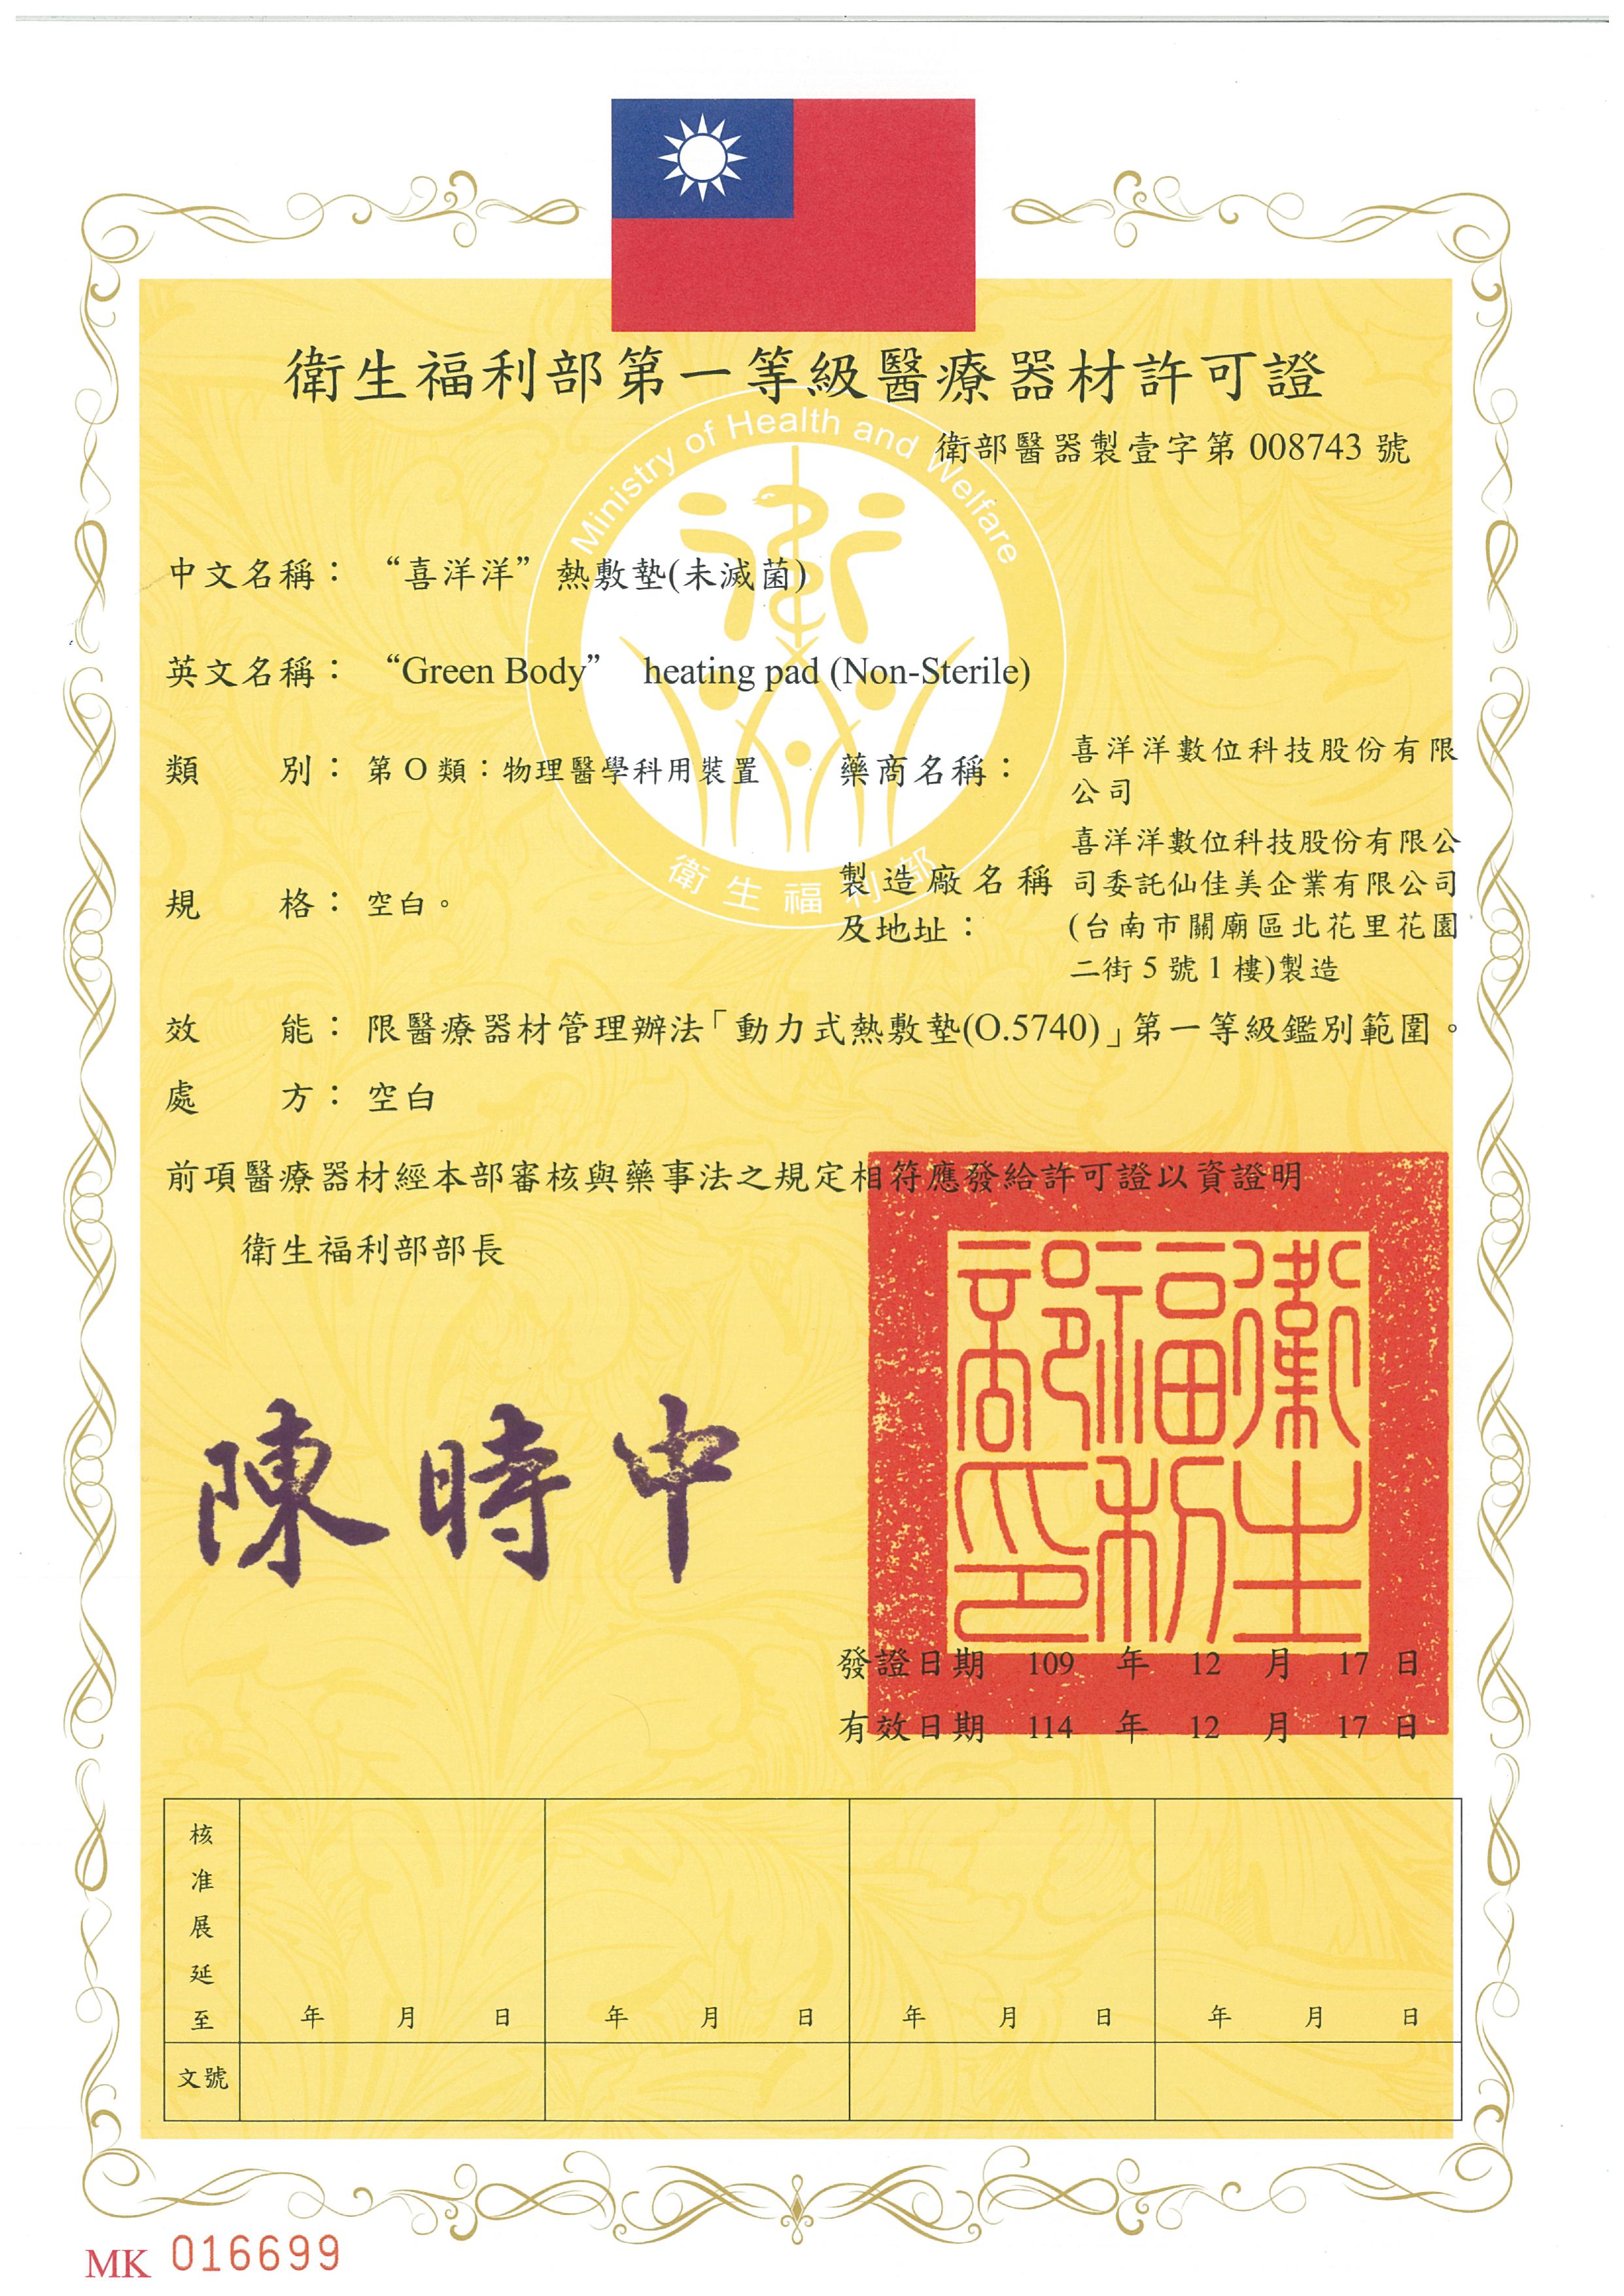 衛生福利部第一等級醫療器材許可證
衛部醫器製壹字第 008743 號
Ministry of Health and Welfare
衛生福利部
中文名稱： “喜洋洋” 熱敷墊(未滅菌)
英文名稱： “Green Body” heating pad (Non-Sterile)
類 別： 第 O 類：物理醫學科用裝置
藥商名稱： 喜洋洋數位科技股份有限
公司
規 格： 空白。
製造廠名稱
及地址：
喜洋洋數位科技股份有限公
司委託仙佳美企業有限公司
(台南市關廟區北花里花園
二街 5 號 1 樓)製造
效 能： 限醫療器材管理辦法「動力式熱敷墊(O.5740)」第一等級鑑別範圍。
處 方： 空白
前項醫療器材經本部審核與藥事法之規定相符應發給許可證以資證明
衛生福利部部長
陳時中
衛生福利部印
發證日期 109 年 12 月 17 日
有效日期 114 年 12 月 17 日
核准展延至
年 月 日 年 月 日 年 月 日 年 月 日
文號
MK 016699